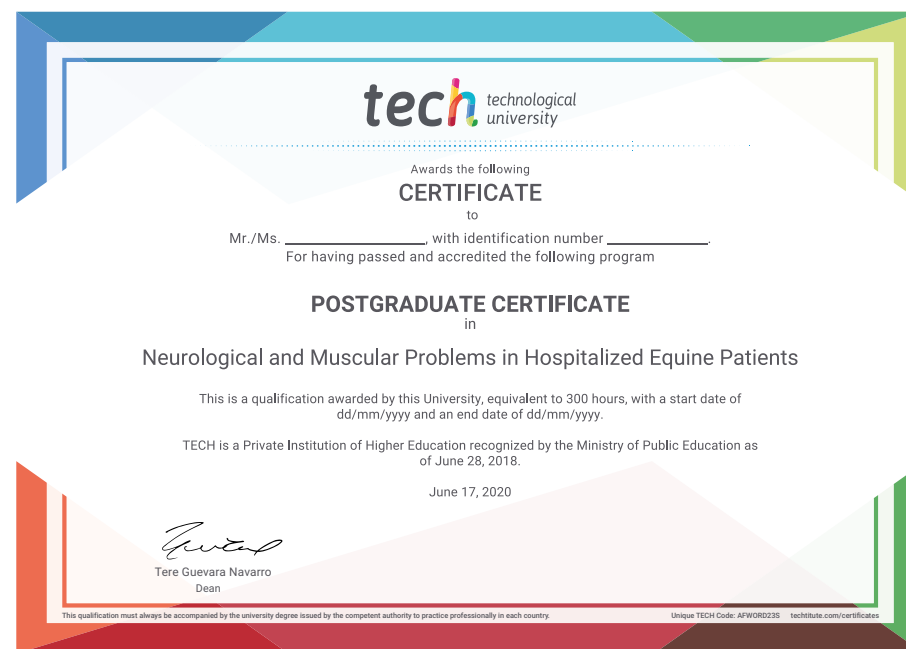 tech technological
university
Awards the following
CERTIFICATE
to
Mr./Ms. ____________________, with identification number ______________.
For having passed and accredited the following program
POSTGRADUATE CERTIFICATE
in
Neurological and Muscular Problems in Hospitalized Equine Patients
This is a qualification awarded by this University, equivalent to 300 hours, with a start date of
dd/mm/yyyy and an end date of dd/mm/yyyy.
TECH is a Private Institution of Higher Education recognized by the Ministry of Public Education as
of June 28, 2018.
June 17, 2020
Tere Guevara Navarro
Dean
This qualification must always be accompanied by the university degree issued by the competent authority to practice professionally in each country. Unique TECH Code: AFWORD23S techtitute.com/certificates